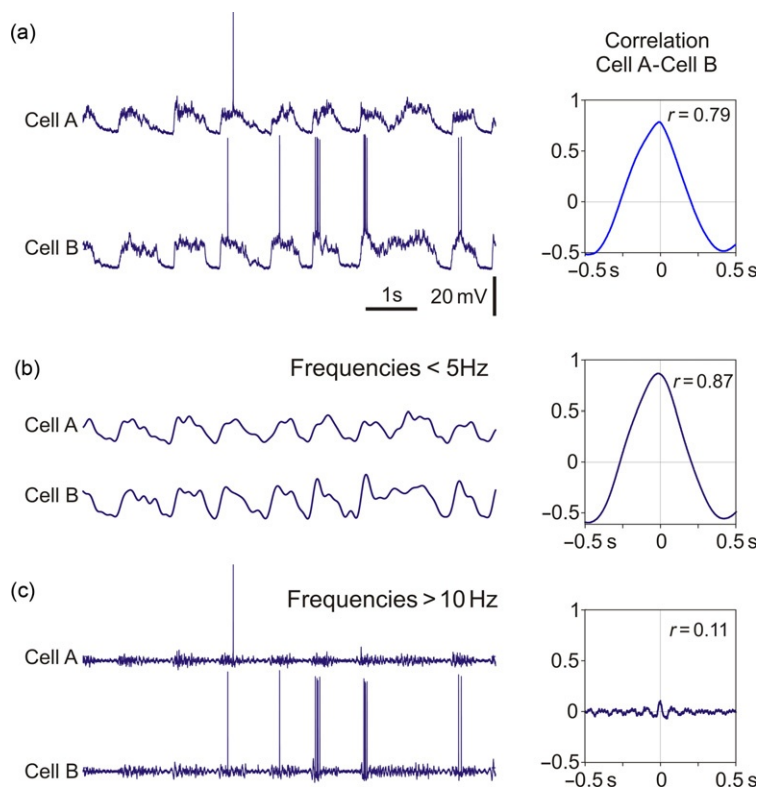 (a)
Correlation
Cell A-Cell B
Cell A
Cell B
1s
20 mV
1
0.5
0
−0.5
r = 0.79
−0.5 s
0
0.5 s
(b)
Frequencies < 5Hz
Cell A
Cell B
1
0.5
0
−0.5
r = 0.87
−0.5 s
0
0.5 s
(c)
Frequencies > 10 Hz
Cell A
Cell B
1
0.5
0
−0.5
r = 0.11
−0.5 s
0
0.5 s